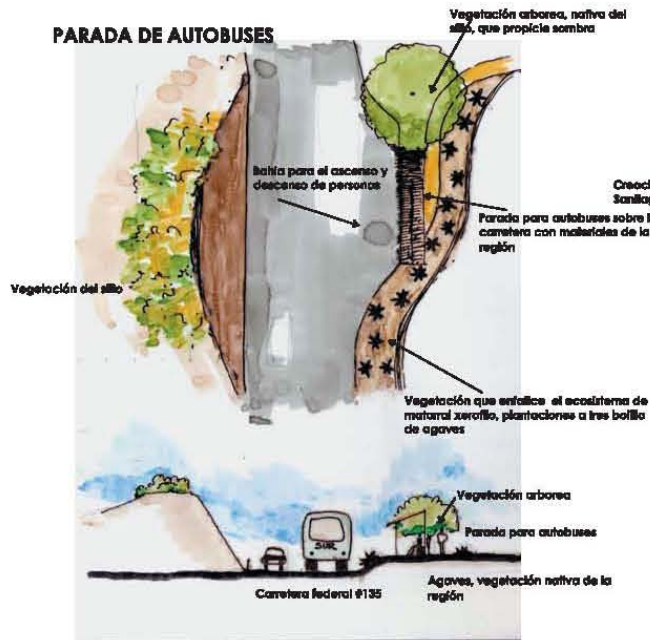 PARADA DE AUTOBUSES
Vegetación arborea, nativa del
sitio, que propicie sombra
Bahía para el ascenso y
descenso de personas
Parada para autobuses sobre
carretera con materiales de la
región
Vegetación del sitio
Vegetación que enfatice el ecosistema de
matorral xerofilo, plantaciones a tres bolillo
de agaves
Vegetación arborea
Parada para autobuses
SUR
Carretera federal #135
Agaves, vegetación nativa de la
región